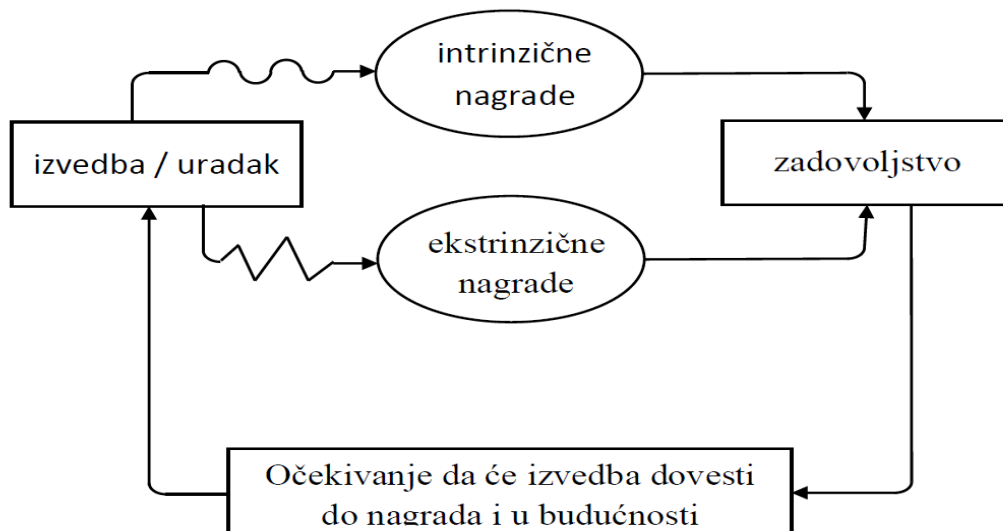 intrinzične
nagrade
izvedba / uradak
zadovoljstvo
ekstrinzične
nagrade
Očekivanje da će izvedba dovesti
do nagrada i u budućnosti